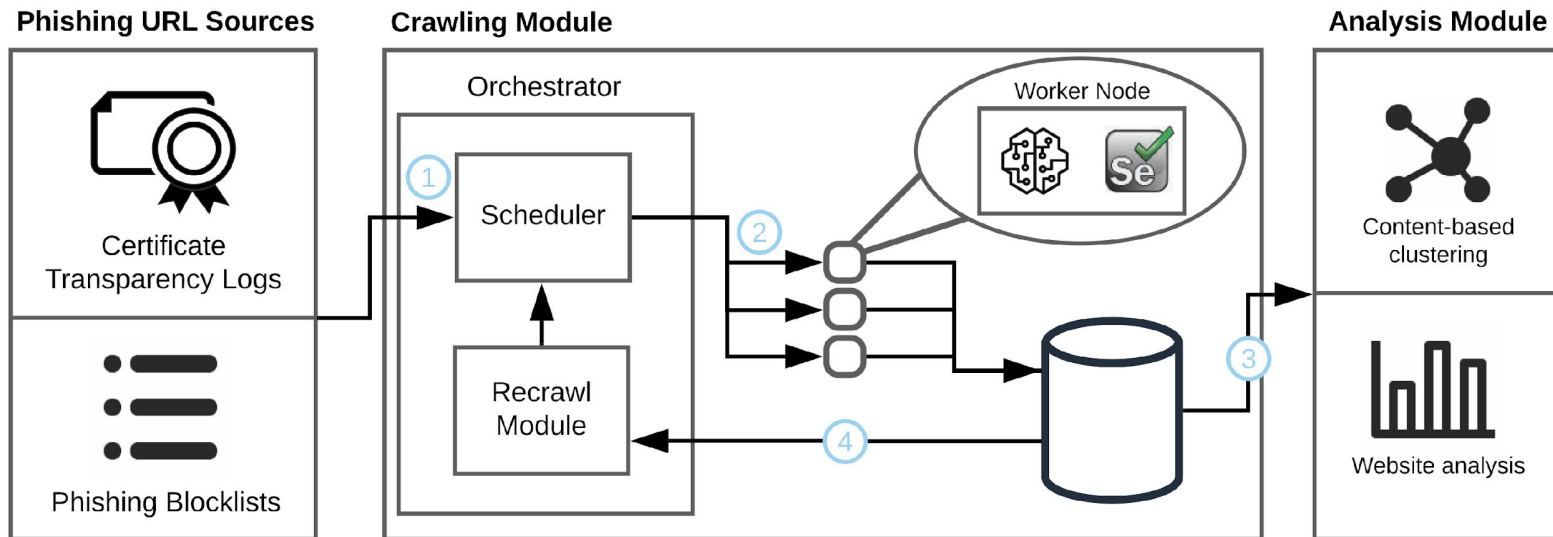 Phishing URL Sources
Certificate
Transparency Logs
Phishing Blocklists
Crawling Module
Orchestrator
1
Scheduler
Recrawl
Module
2
Worker Node
Se
3
4
Analysis Module
Content-based
clustering
Website analysis